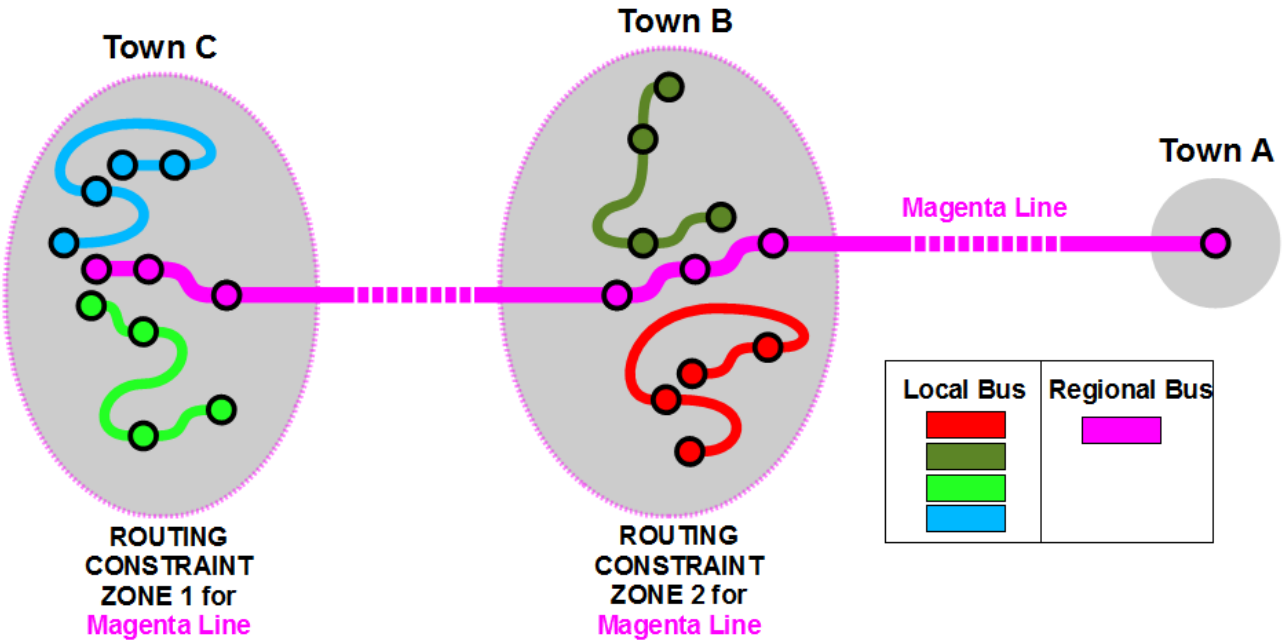 Town C
Town B
Town A
Magenta Line
Local Bus
Regional Bus
ROUTING
CONSTRAINT
ZONE 1 for
Magenta Line
ROUTING
CONSTRAINT
ZONE 2 for
Magenta Line